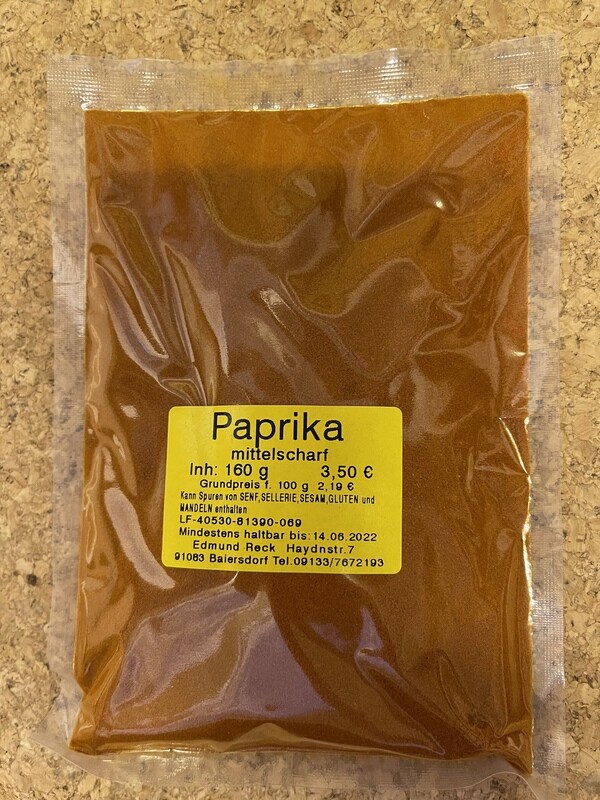 Paprika
mittelscharf
Inh: 160 g 3,50 €
Grundpreis f. 100 g 2,19 €
Kann Spuren von SENF,SELLERIE,SESAM,GLUTEN und
MANDELN enthalten
LF-40530-81390-069
Mindestens haltbar bis: 14.06.2022
Edmund Reck Haydnstr.7
91083 Baiersdorf Tel.09133/7672193